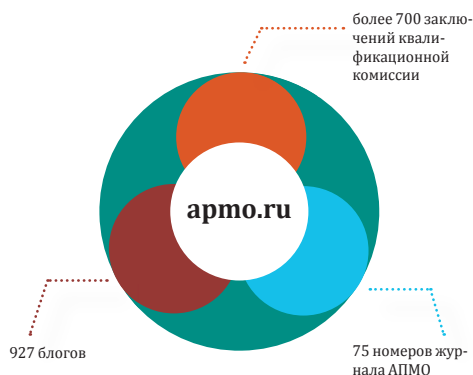 более 700 заклю-
чений квали-
фикационной
комиссии
apmo.ru
927 блогов
75 номеров жур-
нала АПМО